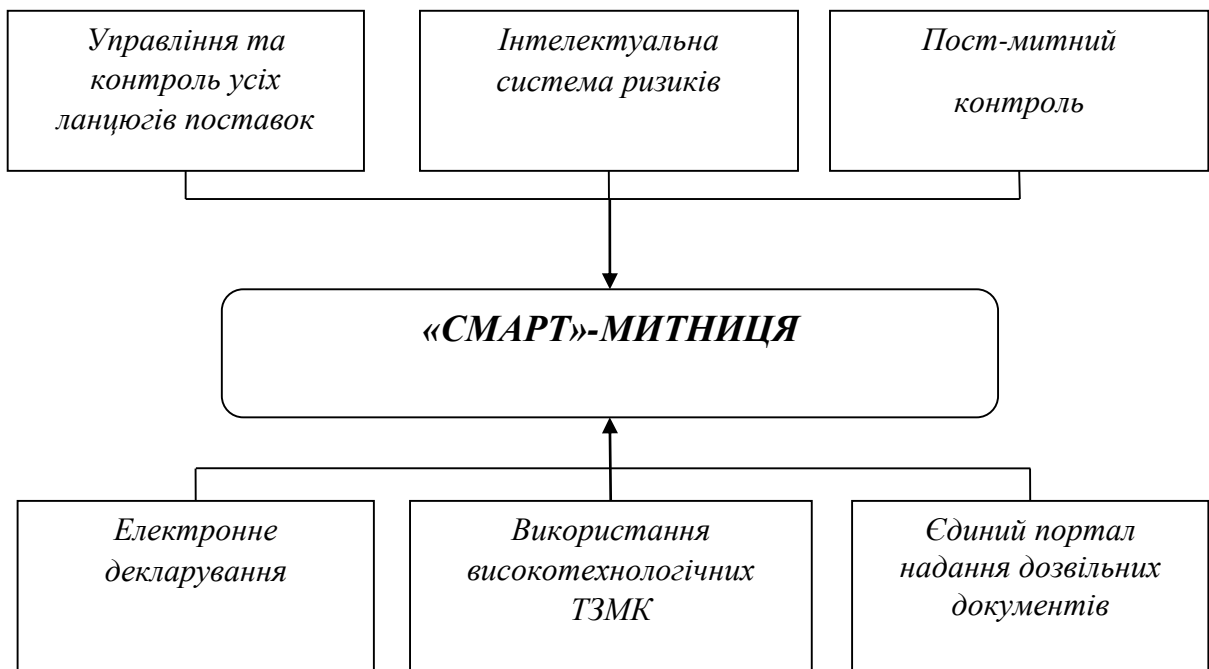 Управління та
контроль усіх
ланцюгів поставок
Інтелектуальна
система ризиків
Пост-митний
контроль
«СМАРТ»-МИТНИЦЯ
Електронне
декларування
Використання
високотехнологічних
ТЗМК
Єдиний портал
надання дозвільних
документів